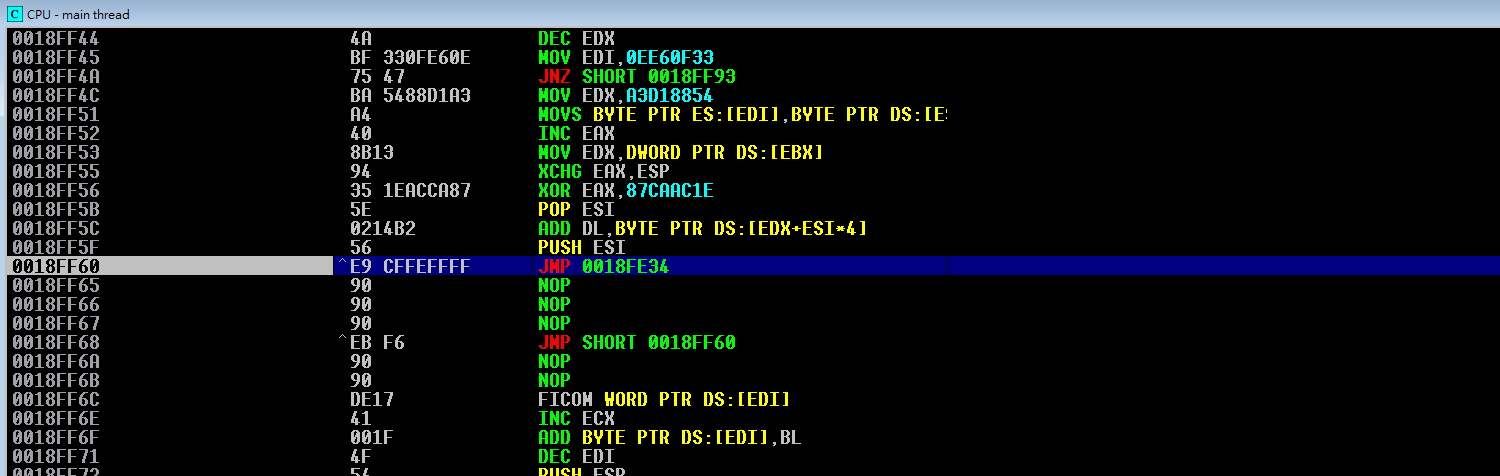 C CPU - main thread
0018FF44 4A DEC EDX
0018FF45 BF 330FE60E MOV EDI,0EE60F33
0018FF4A 75 47 JNZ SHORT 0018FF93
0018FF4C BA 5488D1A3 MOV EDX,A3D18854
0018FF51 A4 MOVS BYTE PTR ES:[EDI],BYTE PTR DS:[ES
0018FF52 40 INC EAX
0018FF53 8B13 MOV EDX,DWORD PTR DS:[EBX]
0018FF55 94 XCHG EAX,ESP
0018FF56 35 1EACCA87 XOR EAX,87CAAC1E
0018FF5B 5E POP ESI
0018FF5C 0214B2 ADD DL,BYTE PTR DS:[EDX+ESI*4]
0018FF5F 56 PUSH ESI
0018FF60 ^E9 CFFEFFFF JMP 0018FE34
0018FF65 90 NOP
0018FF66 90 NOP
0018FF67 90 NOP
0018FF68 ^EB F6 JMP SHORT 0018FF60
0018FF6A 90 NOP
0018FF6B 90 NOP
0018FF6C DE17 FICOM WORD PTR DS:[EDI]
0018FF6E 41 INC ECX
0018FF6F 001F ADD BYTE PTR DS:[EDI],BL
0018FF71 4F DEC EDI
0018FF72 54 PUSH ESP